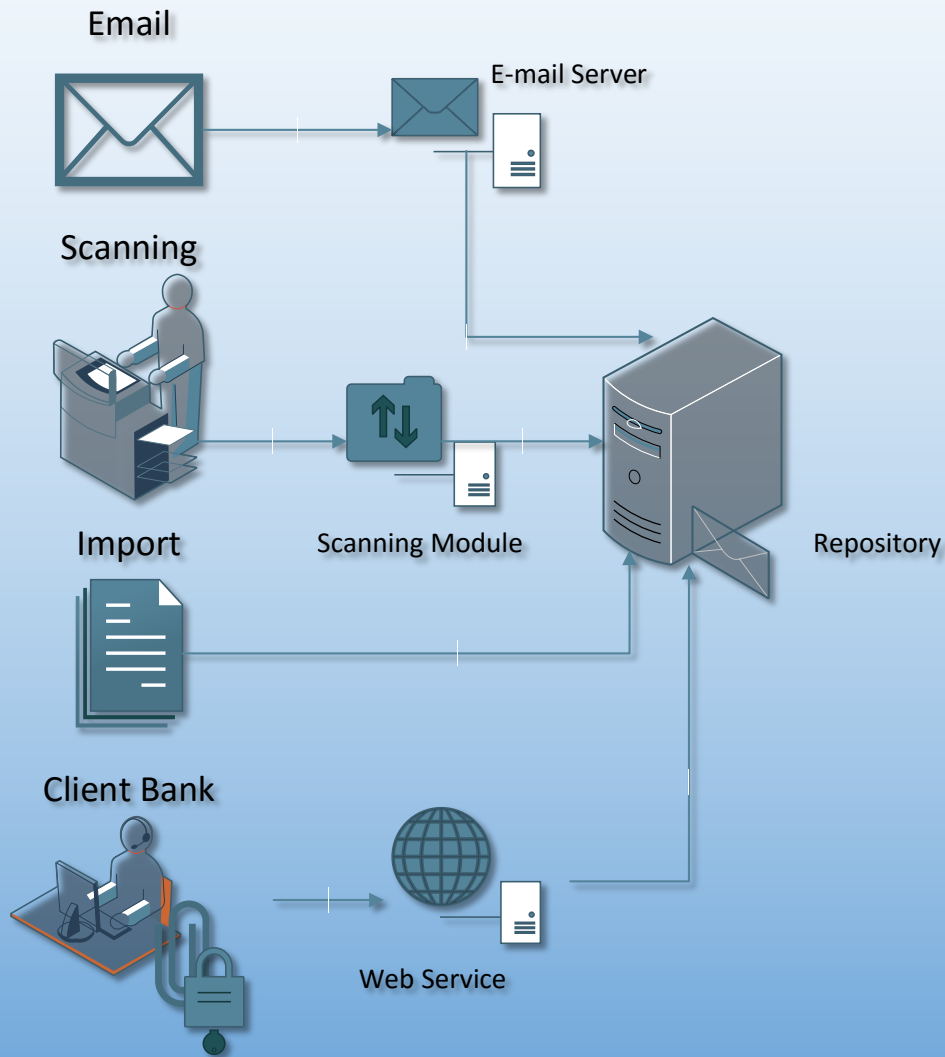 Email
E-mail Server
Scanning
Scanning Module
Repository
Import
Client Bank
Web Service